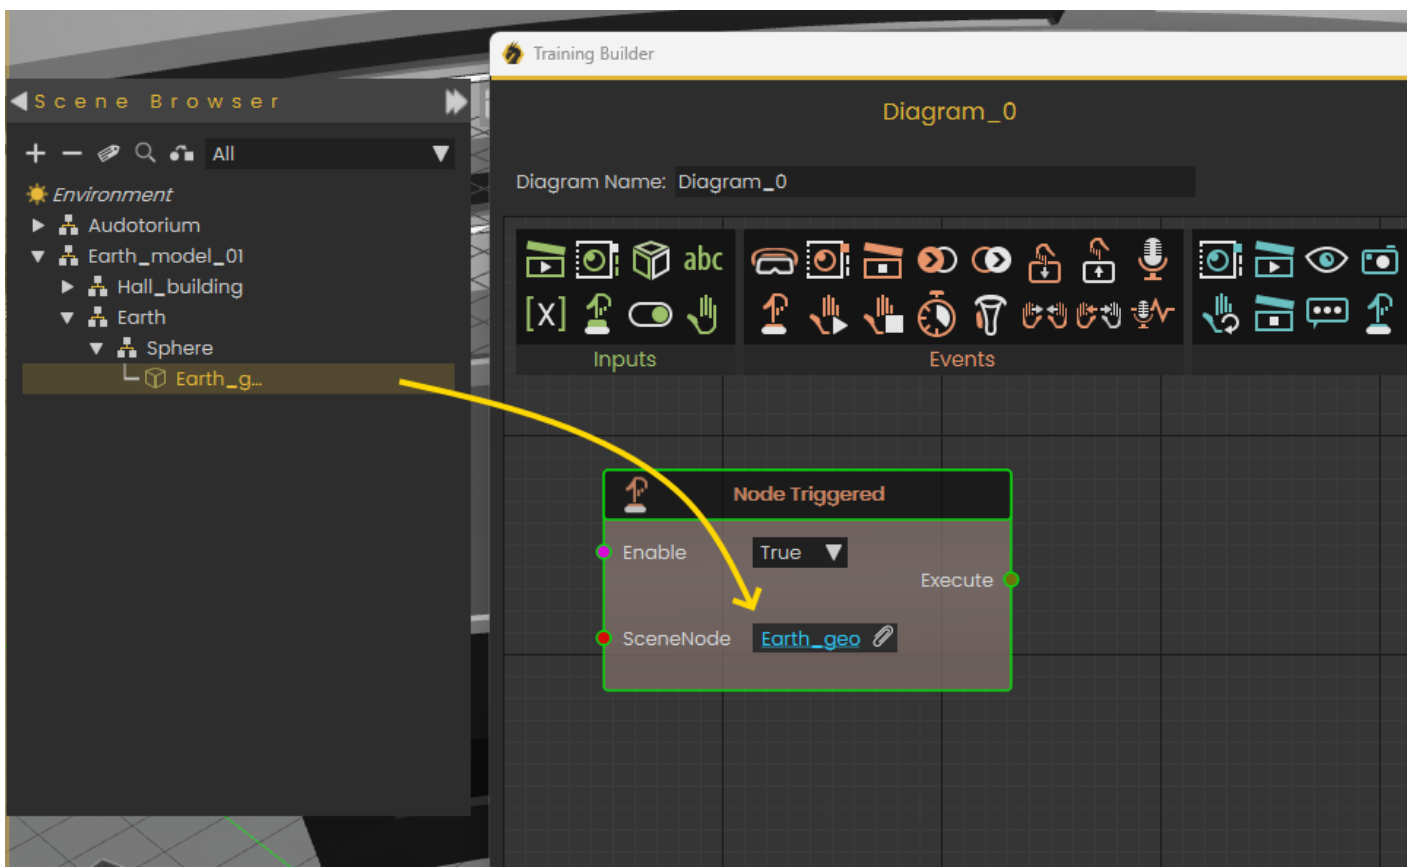 Training Builder
Scene Browser
All
Environment
Audotorium
Earth_model_01
Hall_building
Earth
Sphere
Earth_g...
Diagram_0
Diagram Name: Diagram_0
abc
[x]
Inputs
Events
Node Triggered
Enable
True
Execute
SceneNode
Earth_geo